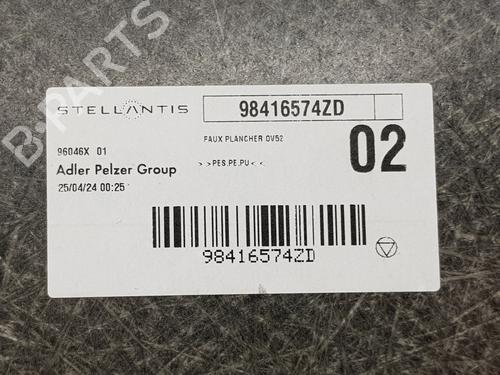 B-PARTS
STELLANTIS
98416574ZD
FAUX PLANCHER OV52
02
96046X 01
Adler Pelzer Group
>>PES.PE.PU<<
25/04/24 00:25
98416574ZD